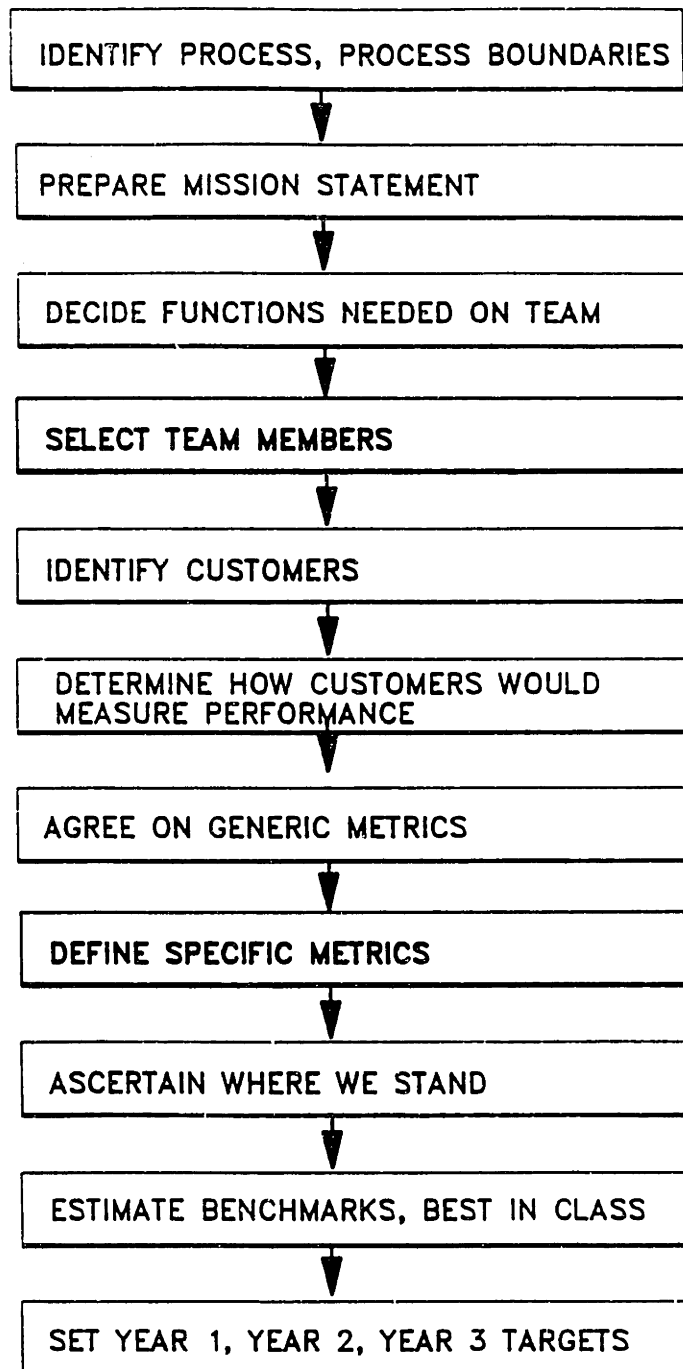 IDENTIFY PROCESS, PROCESS BOUNDARIES
PREPARE MISSION STATEMENT
DECIDE FUNCTIONS NEEDED ON TEAM
SELECT TEAM MEMBERS
IDENTIFY CUSTOMERS
DETERMINE HOW CUSTOMERS WOULD
MEASURE PERFORMANCE
AGREE ON GENERIC METRICS
DEFINE SPECIFIC METRICS
ASCERTAIN WHERE WE STAND
ESTIMATE BENCHMARKS, BEST IN CLASS
SET YEAR 1, YEAR 2, YEAR 3 TARGETS